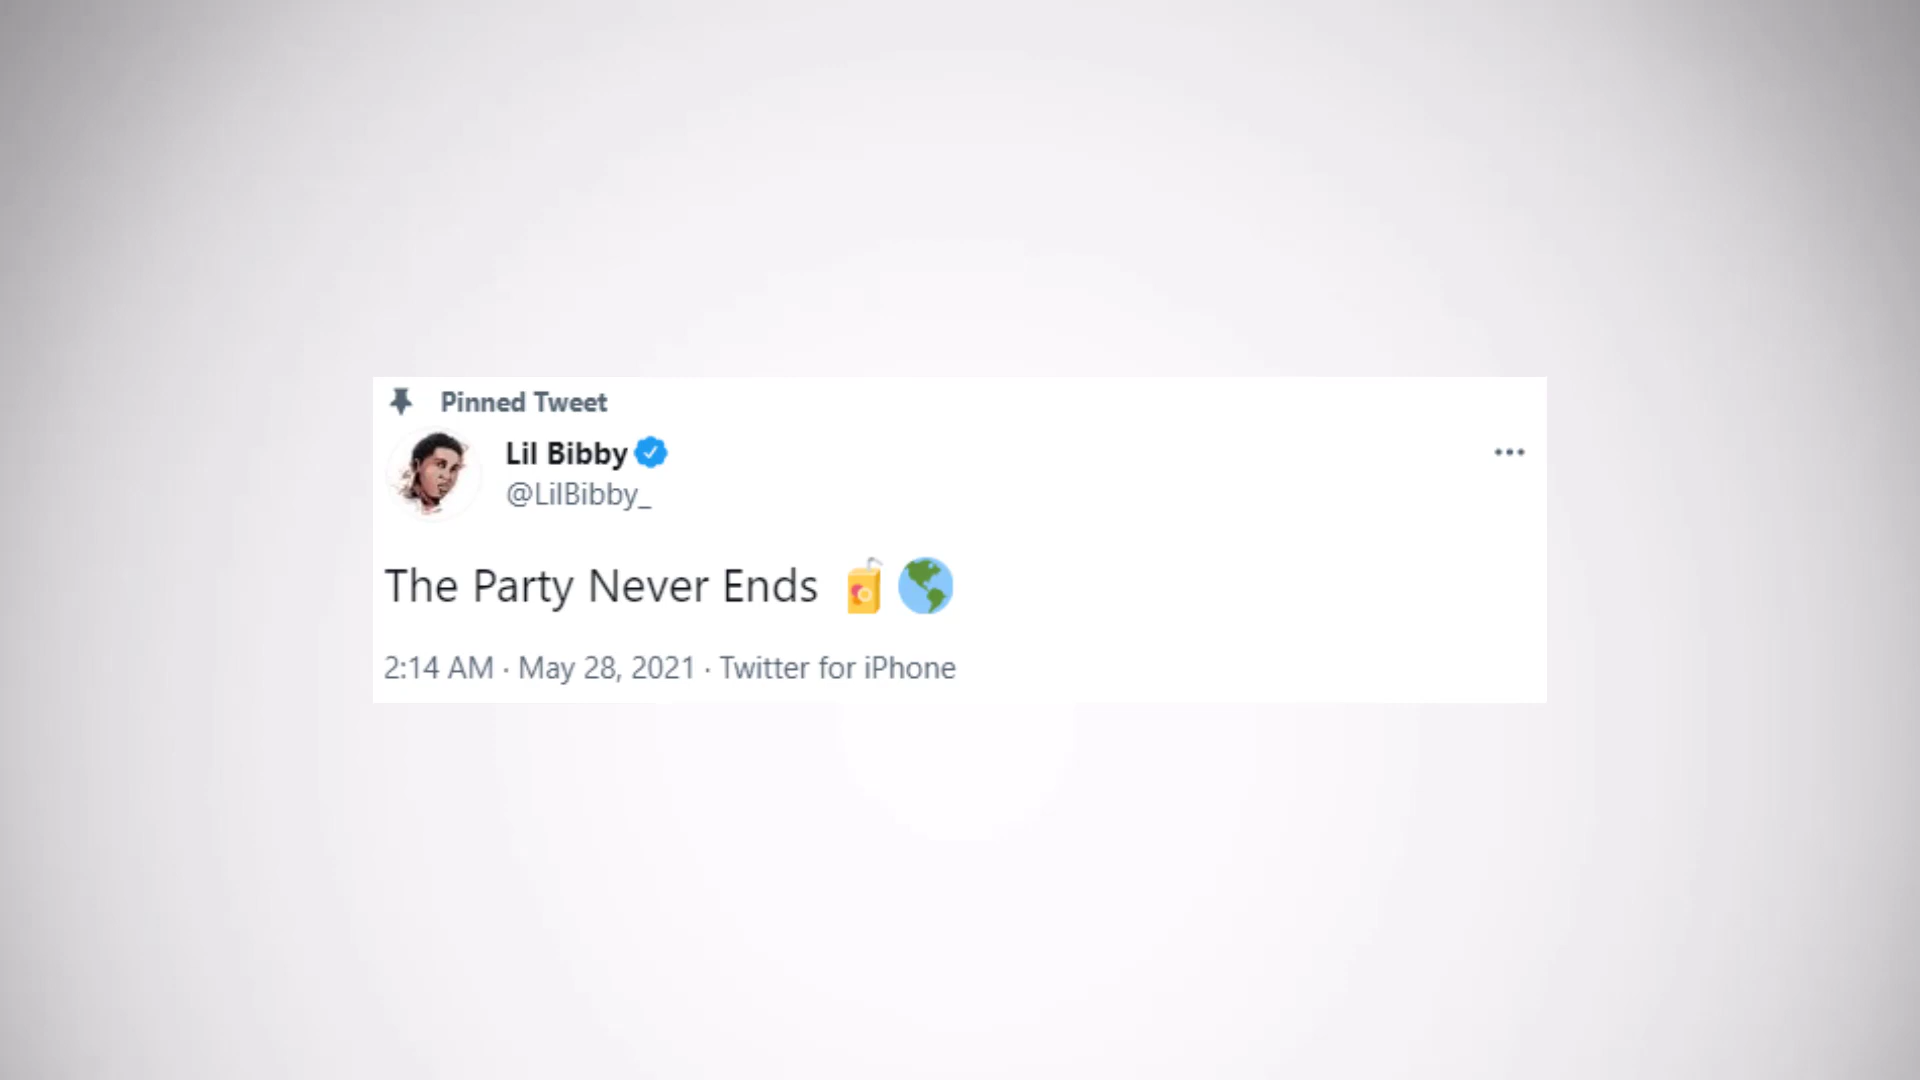 Pinned Tweet
Lil Bibby
@LilBibby_
The Party Never Ends 🧃🌎
2:14 AM · May 28, 2021 · Twitter for iPhone